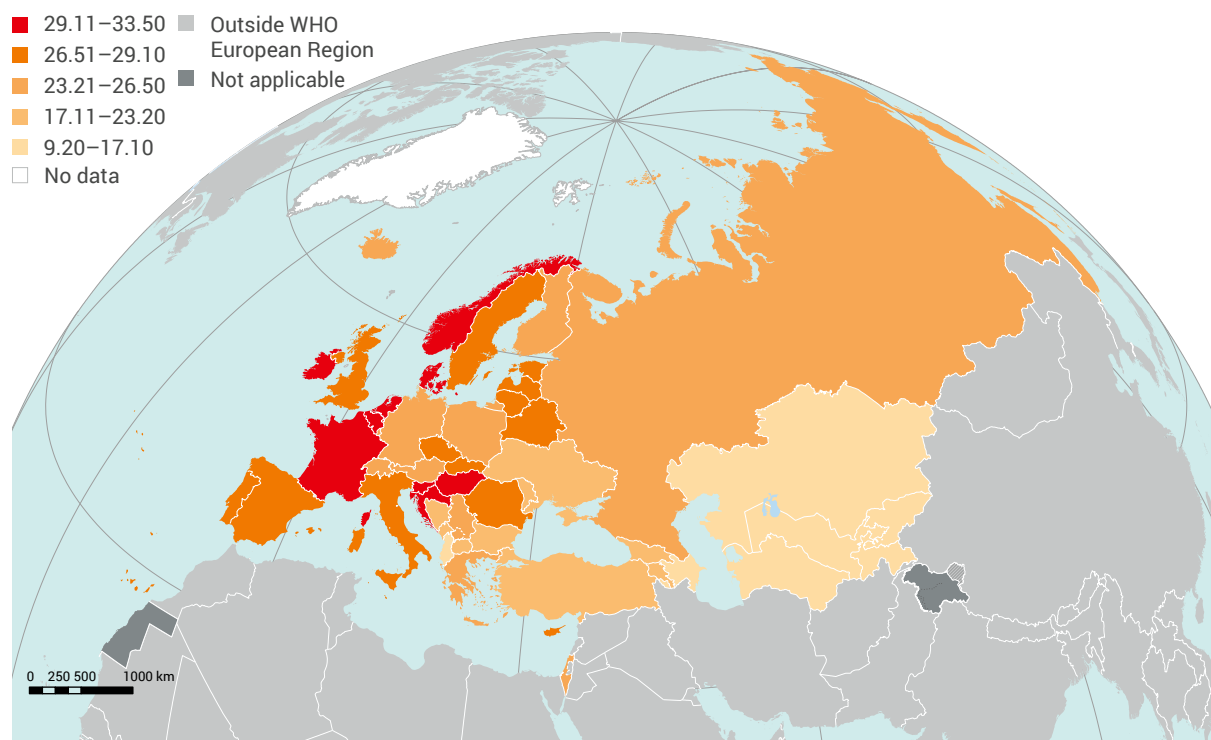 29.11–33.50
26.51–29.10
23.21–26.50
17.11–23.20
9.20–17.10
No data
Outside WHO
European Region
Not applicable
0 250 500 1000 km